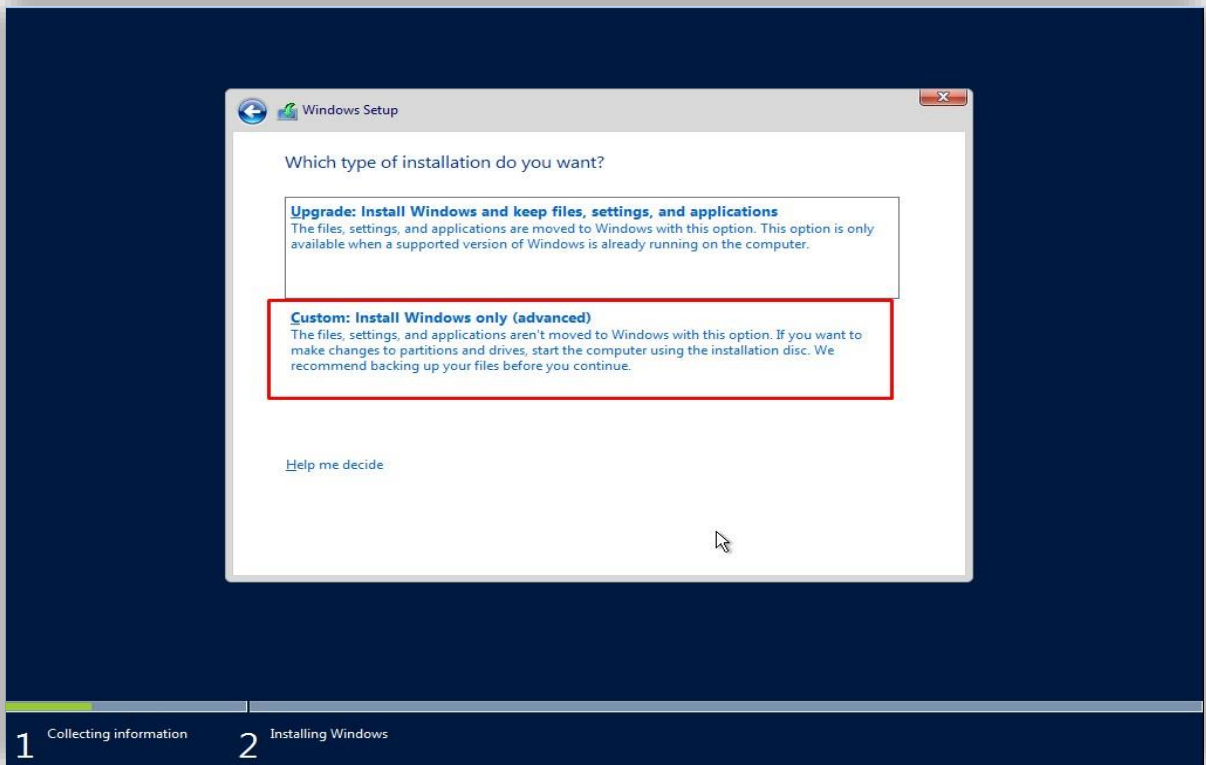 Windows Setup
Which type of installation do you want?
Upgrade: Install Windows and keep files, settings, and applications
The files, settings, and applications are moved to Windows with this option. This option is only
available when a supported version of Windows is already running on the computer.
Custom: Install Windows only (advanced)
The files, settings, and applications aren't moved to Windows with this option. If you want to
make changes to partitions and drives, start the computer using the installation disc. We
recommend backing up your files before you continue.
Help me decide
1 Collecting information 2 Installing Windows